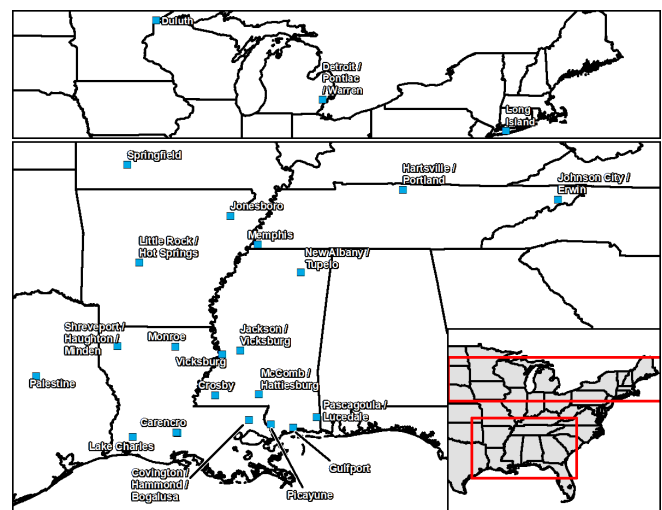 Duluth
Detroit /
Pontiac
/ Warren
Long
Island
Springfield
Hartsville /
Portland
Johnson City /
Erwin
Jonesboro
Memphis
Little Rock /
Hot Springs
New Albany /
Tupelo
Shreveport /
Haughton /
Minden
Monroe
Jackson /
Vicksburg
Vicksburg
Palestine
Crosby
McComb /
Hattiesburg
Pascagoula /
Lucedale
Carencro
Lake Charles
Covington /
Hammond /
Bogalusa
Gulfport
Picayune